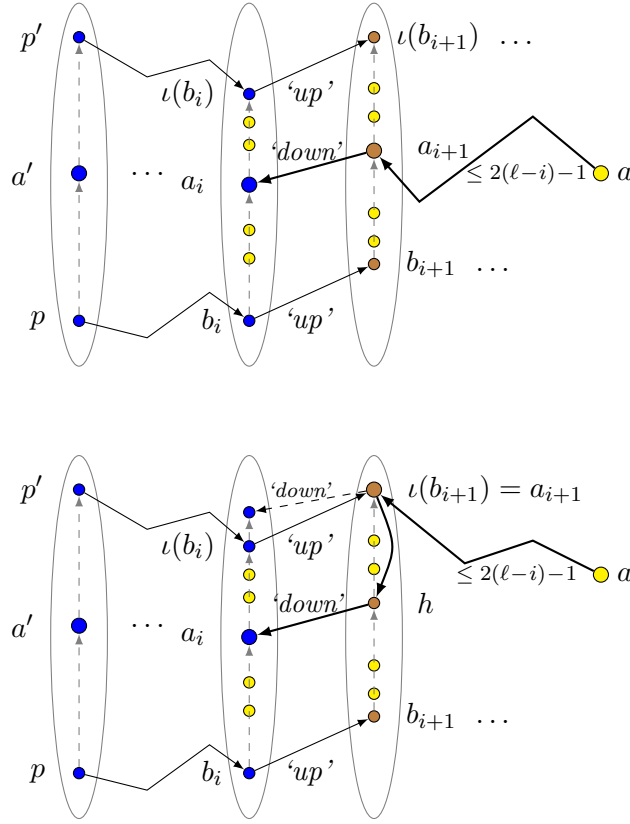 p′ ι(b_{i+1}) …
ι(b_i) ‘up’
‘down’ a_{i+1}
a′ … a_i ≤ 2(ℓ−i)−1 a
b_{i+1} …
p b_i ‘up’
p′ ‘down’ ι(b_{i+1}) = a_{i+1}
ι(b_i) ‘up’
≤ 2(ℓ−i)−1 a
‘down’ h
a′ … a_i
b_{i+1} …
p b_i ‘up’